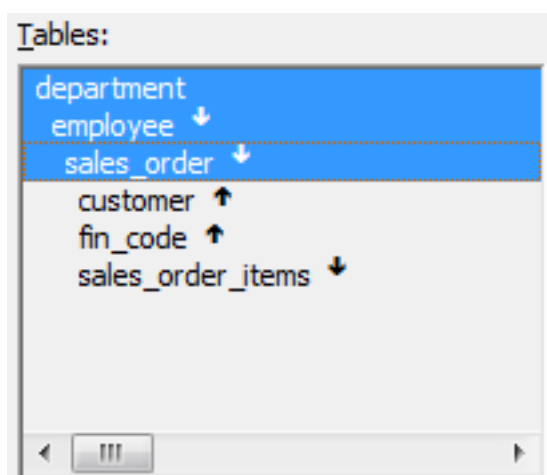 Tables:
department
employee
sales_order
customer
fin_code
sales_order_items